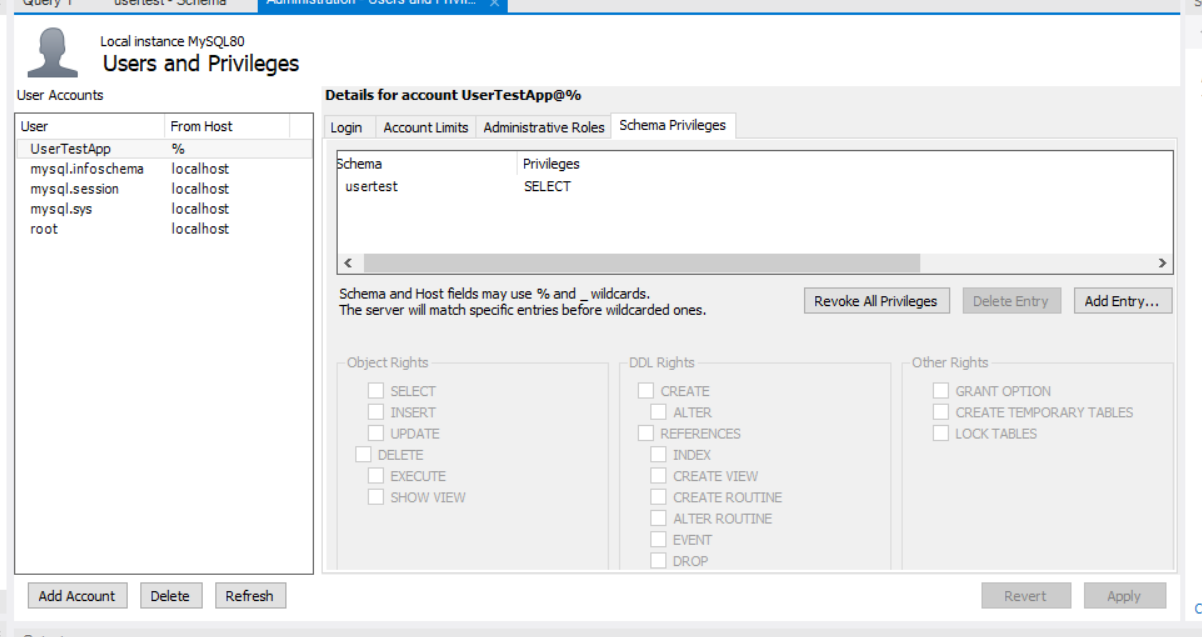 Query 1 usertest - Schema Administration - Users and Privil... ×
Local instance MySQL80
Users and Privileges
User Accounts
Details for account UserTestApp@%
User From Host
UserTestApp %
mysql.infoschema localhost
mysql.session localhost
mysql.sys localhost
root localhost
Login Account Limits Administrative Roles Schema Privileges
Schema Privileges
usertest SELECT
Schema and Host fields may use % and _ wildcards.
The server will match specific entries before wildcarded ones.
Revoke All Privileges Delete Entry Add Entry...
Object Rights
SELECT
INSERT
UPDATE
DELETE
EXECUTE
SHOW VIEW
DDL Rights
CREATE
ALTER
REFERENCES
INDEX
CREATE VIEW
CREATE ROUTINE
ALTER ROUTINE
EVENT
DROP
Other Rights
GRANT OPTION
CREATE TEMPORARY TABLES
LOCK TABLES
Add Account Delete Refresh
Revert Apply